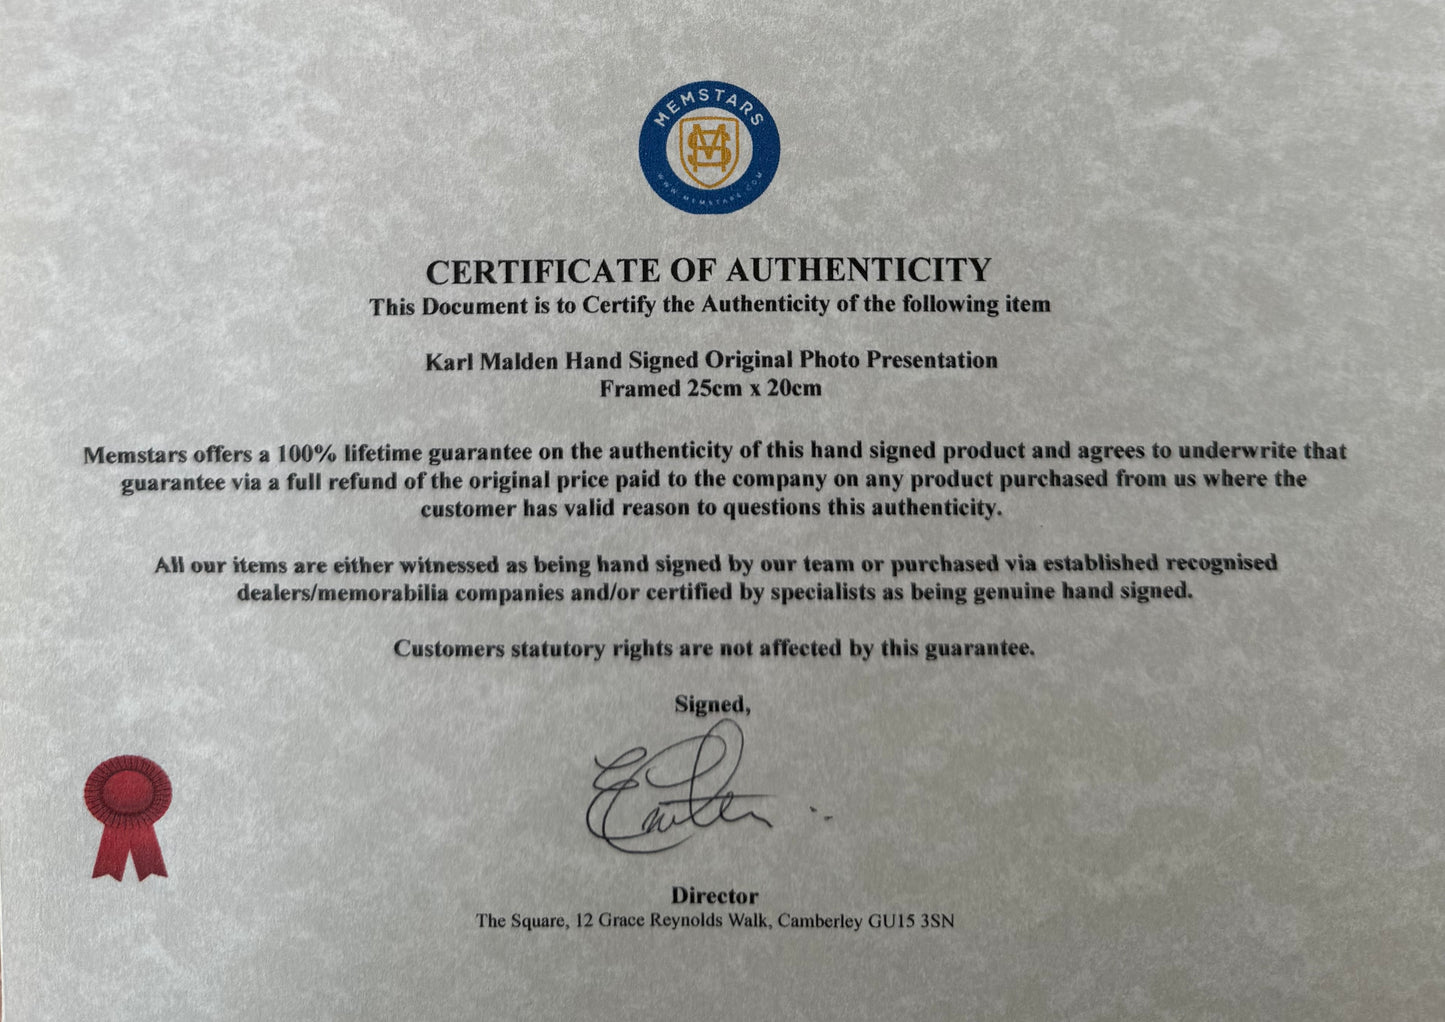 MEMSTARS
MS
WWW.MEMSTARS.COM
CERTIFICATE OF AUTHENTICITY
This Document is to Certify the Authenticity of the following item
Karl Malden Hand Signed Original Photo Presentation
Framed 25cm x 20cm
Memstars offers a 100% lifetime guarantee on the authenticity of this hand signed product and agrees to underwrite that
guarantee via a full refund of the original price paid to the company on any product purchased from us where the
customer has valid reason to questions this authenticity.
All our items are either witnessed as being hand signed by our team or purchased via established recognised
dealers/memorabilia companies and/or certified by specialists as being genuine hand signed.
Customers statutory rights are not affected by this guarantee.
Signed,
Director
The Square, 12 Grace Reynolds Walk, Camberley GU15 3SN